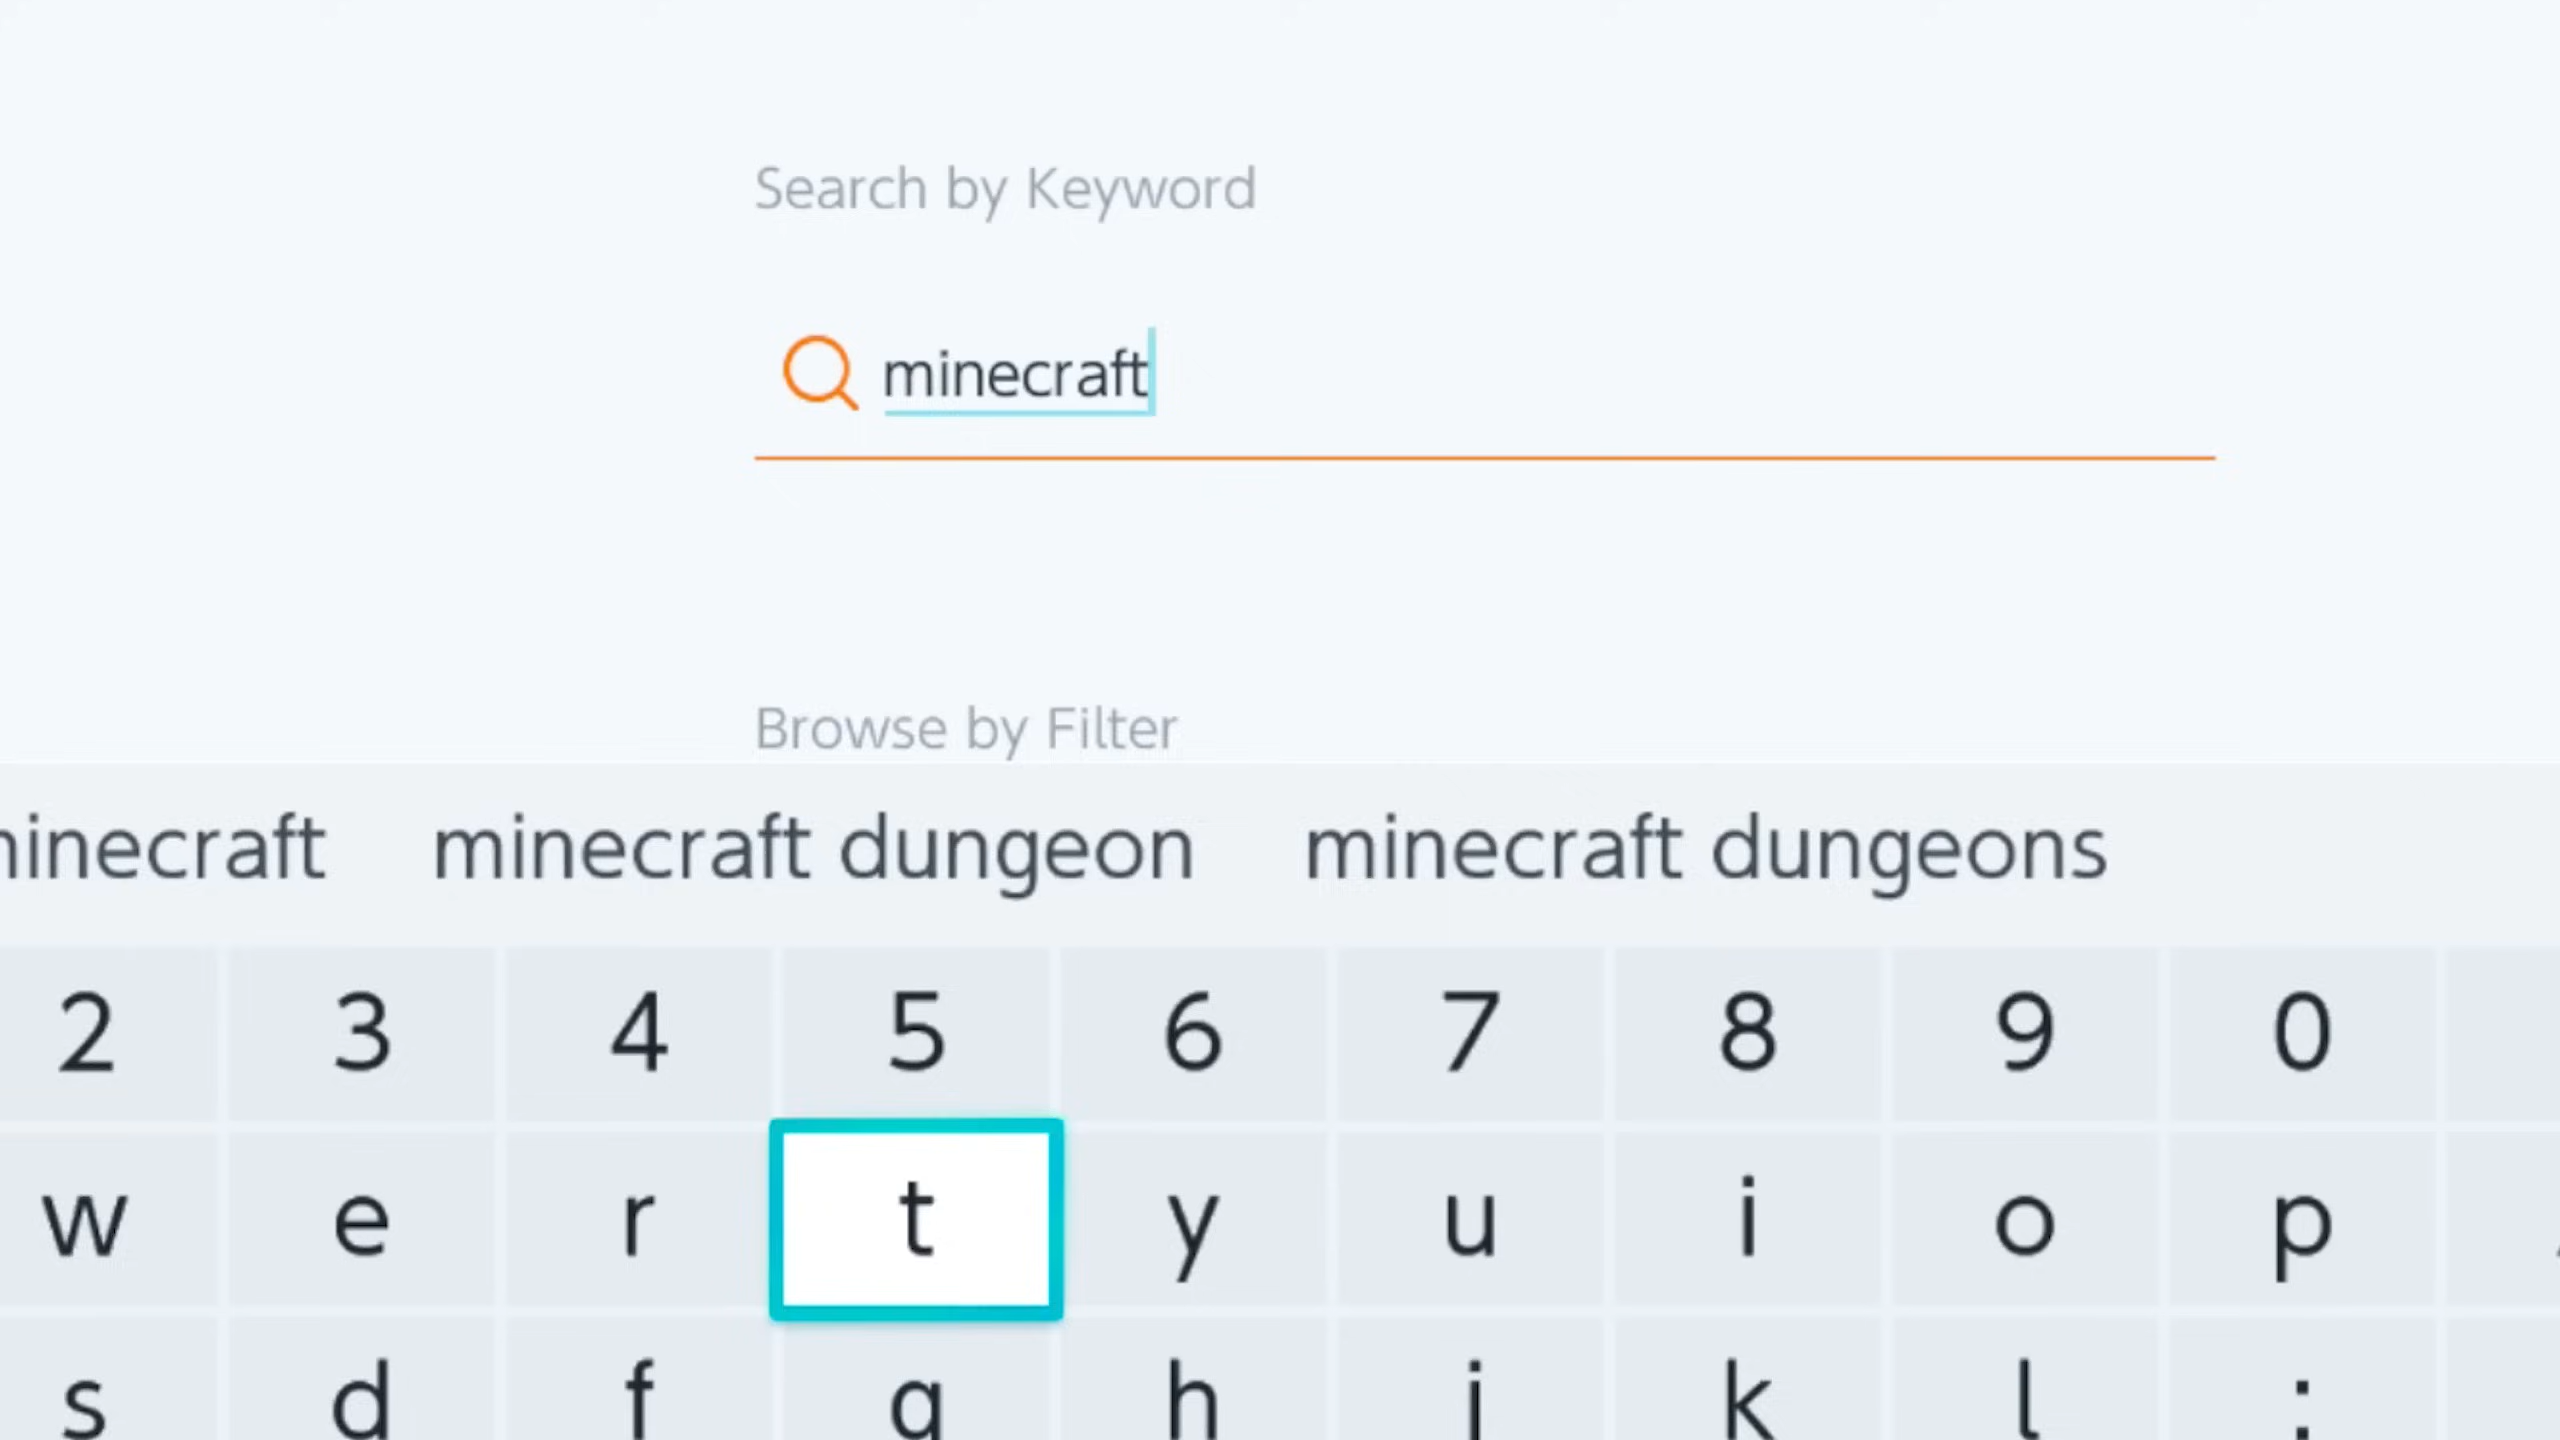 Search by Keyword
minecraft
Browse by Filter
minecraft dungeon minecraft dungeons
2 3 4 5 6 7 8 9 0
w e r t y u i o p
s d f g h j k l :